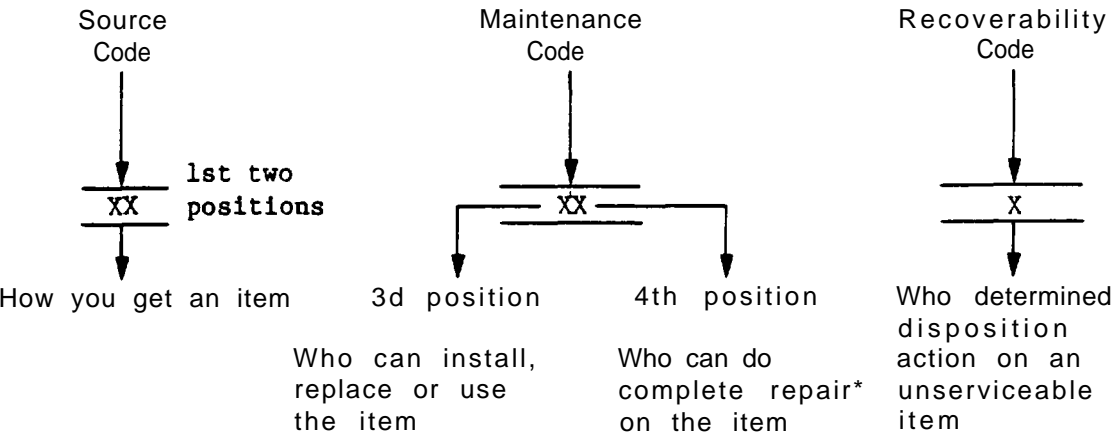 Source
Code
Maintenance
Code
Recoverability
Code
1st two
positions
XX
XX
X
How you get an item
3d position
4th position
Who can install,
replace or use
the item
Who can do
complete repair*
on the item
Who determined
disposition
action on an
unserviceable
item